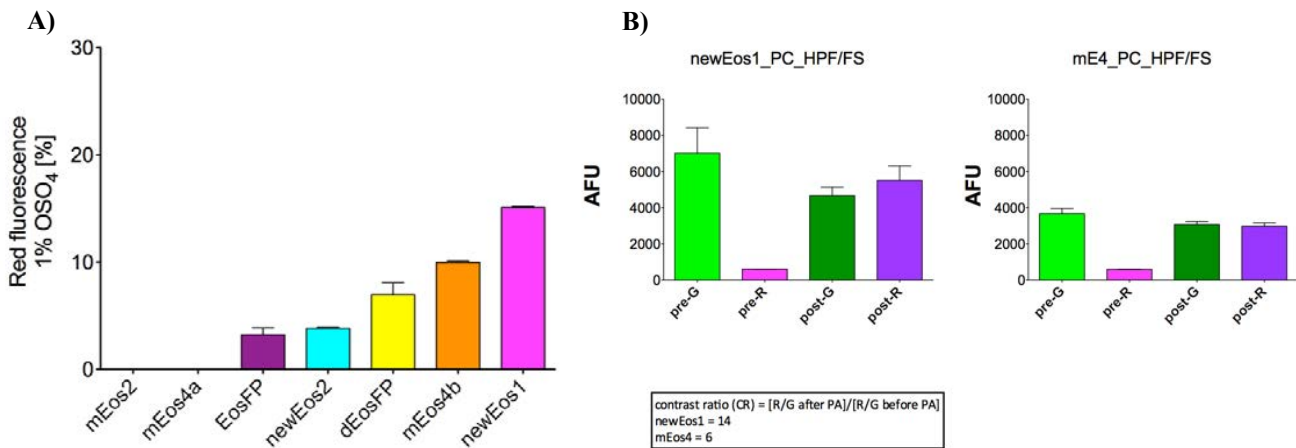 A)
Red fluorescence
1% OSO4 [%]
30
20
10
0
mEos2
mEos4a
EosFP
newEos2
dEosFP
mEos4b
newEos1
B)
newEos1_PC_HPF/FS
AFU
10000
8000
6000
4000
2000
0
pre-G
pre-R
post-G
post-R
mE4_PC_HPF/FS
AFU
10000
8000
6000
4000
2000
0
pre-G
pre-R
post-G
post-R
contrast ratio (CR) = [R/G after PA]/[R/G before PA]
newEos1 = 14
mEos4 = 6